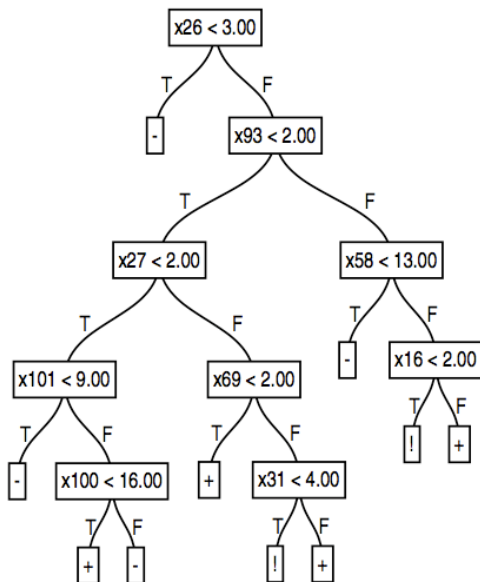 x26 < 3.00
T F
- x93 < 2.00
T F
x27 < 2.00 x58 < 13.00
T F T F
x101 < 9.00 x69 < 2.00 - x16 < 2.00
T F T F T F
- x100 < 16.00 + x31 < 4.00 ! +
T F T F
+ - ! +